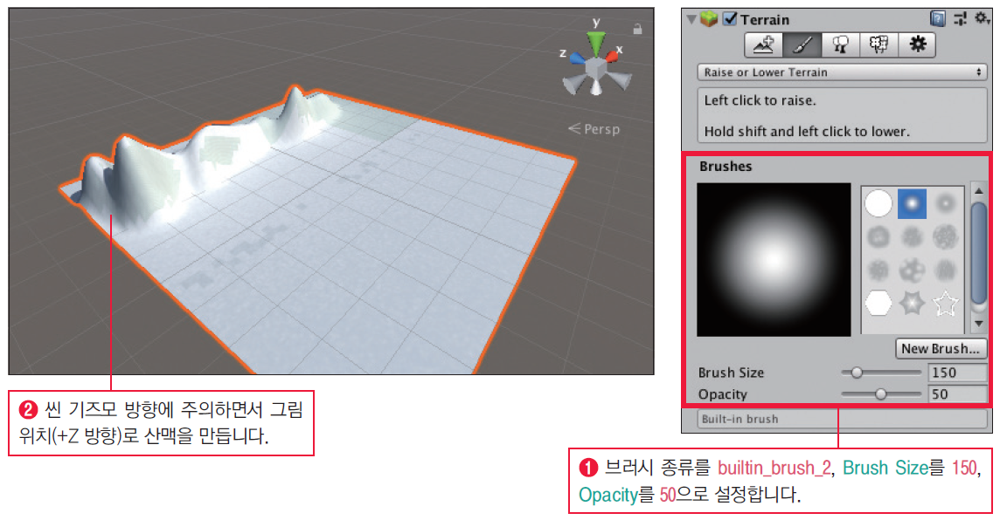 y
z
x
Persp
Terrain
Raise or Lower Terrain
Left click to raise.
Hold shift and left click to lower.
Brushes
New Brush...
Brush Size 150
Opacity 50
Built-in brush
❶ 브러시 종류를 builtin_brush_2, Brush Size를 150,
Opacity를 50으로 설정합니다.
❷ 씬 기즈모 방향에 주의하면서 그림
위치(+Z 방향)로 산맥을 만듭니다.